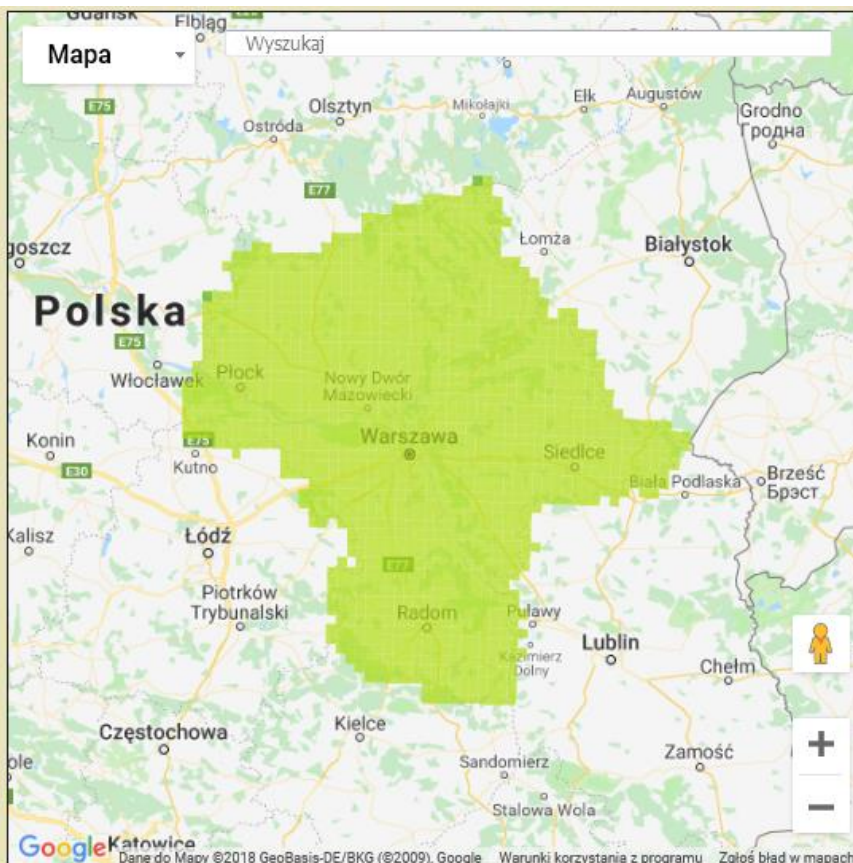 Gdańsk
Elbląg
Mapa
Wyszukaj
E75
Olsztyn
Mikołajki
Ełk
Augustów
Ostróda
Grodno
Гродна
E77
goszcz
Łomża
Białystok
Polska
E75
Włocławek
Płock
Nowy Dwór
Mazowiecki
Konin
E75
Warszawa
E30
Kutno
Siedlce
Biała Podlaska
Brześć
Брэст
Kalisz
Łódź
E77
Piotrków
Trybunalski
Radom
Puławy
Lublin
Kazimierz
Dolny
Chełm
Częstochowa
Kielce
Zamość
Sandomierz
ole
Stalowa Wola
Google
Katowice
Dane do Mapy ©2018 GeoBasis-DE/BKG (©2009), Google
Warunki korzystania z programu
Zgłoś błąd w mapach